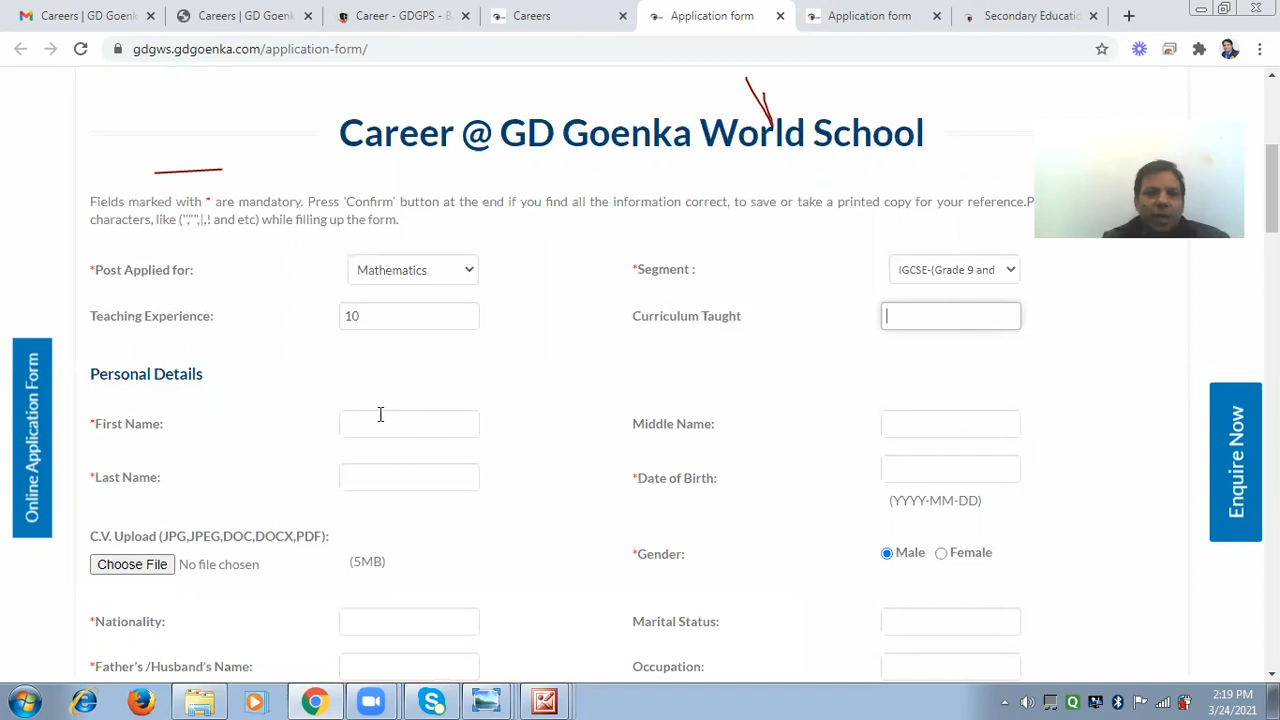 Careers | GD Goenk
Careers | GD Goenk
Career - GDGPS - B
Careers
Application form
Application form
Secondary Educati
gdgws.gdgoenka.com/application-form/
Career @ GD Goenka World School
Fields marked with * are mandatory. Press 'Confirm' button at the end if you find all the information correct, to save or take a printed copy for your reference.P
characters, like ('",",|,! and etc) while filling up the form.
*Post Applied for: Mathematics *Segment : IGCSE-(Grade 9 and
Teaching Experience: 10 Curriculum Taught
Personal Details
*First Name: Middle Name:
*Last Name: *Date of Birth:
(YYYY-MM-DD)
C.V. Upload (JPG,JPEG,DOC,DOCX,PDF):
Choose File No file chosen (5MB) *Gender: Male Female
*Nationality: Marital Status:
*Father's /Husband's Name: Occupation:
Online Application Form
Enquire Now
2:19 PM
3/24/2021